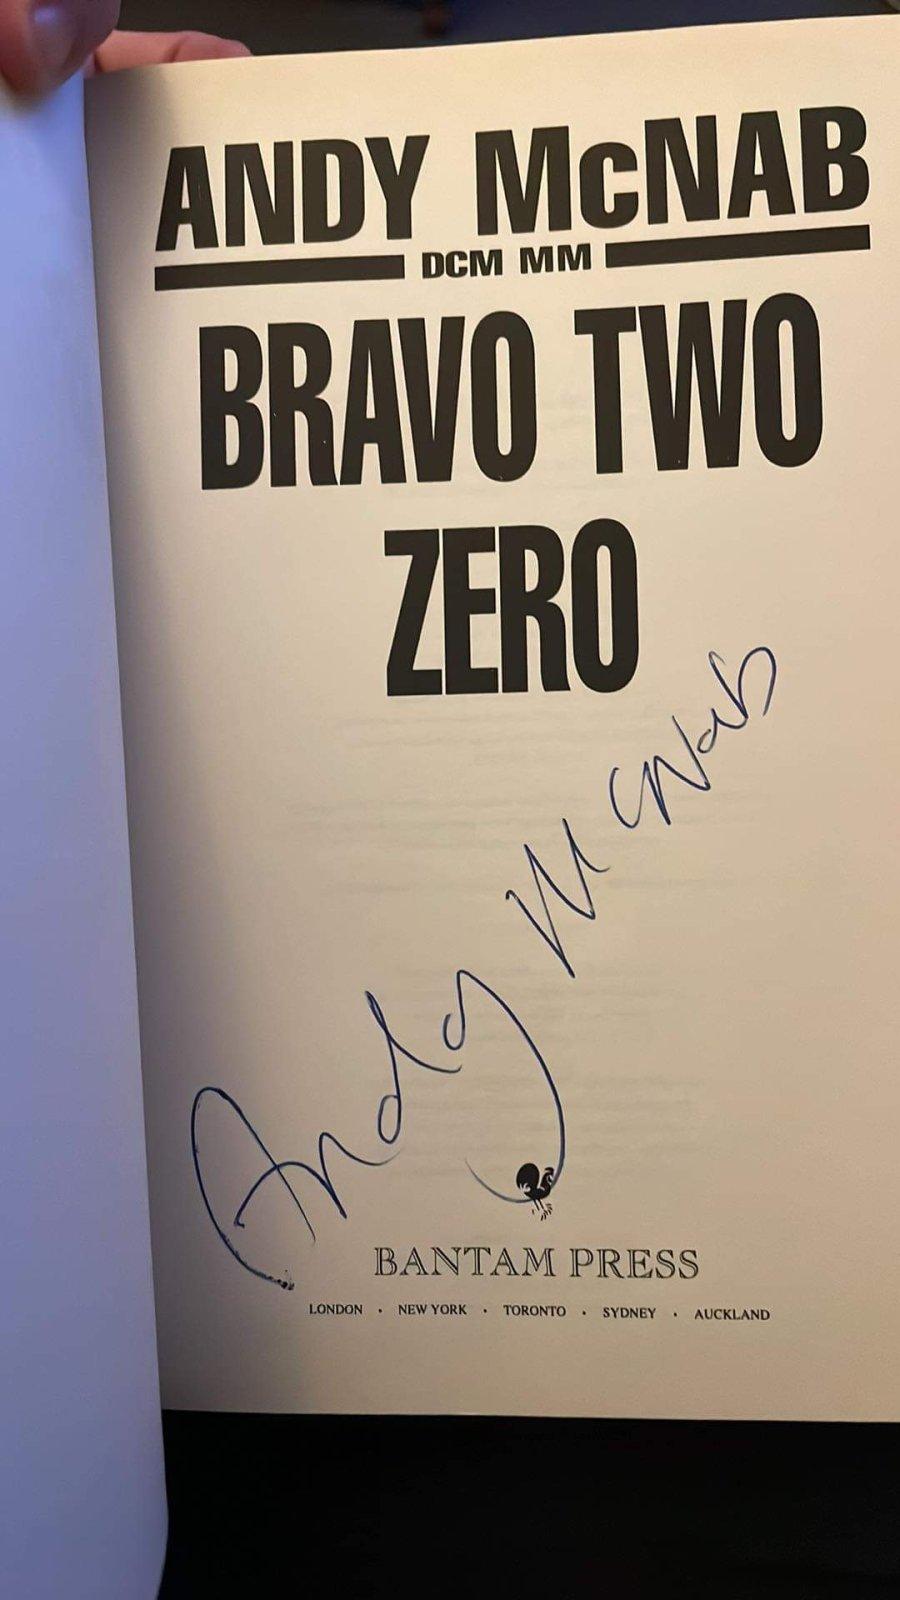 ANDY McNAB
DCM MM
BRAVO TWO
ZERO
Andy McNab
BANTAM PRESS
LONDON · NEW YORK · TORONTO · SYDNEY · AUCKLAND